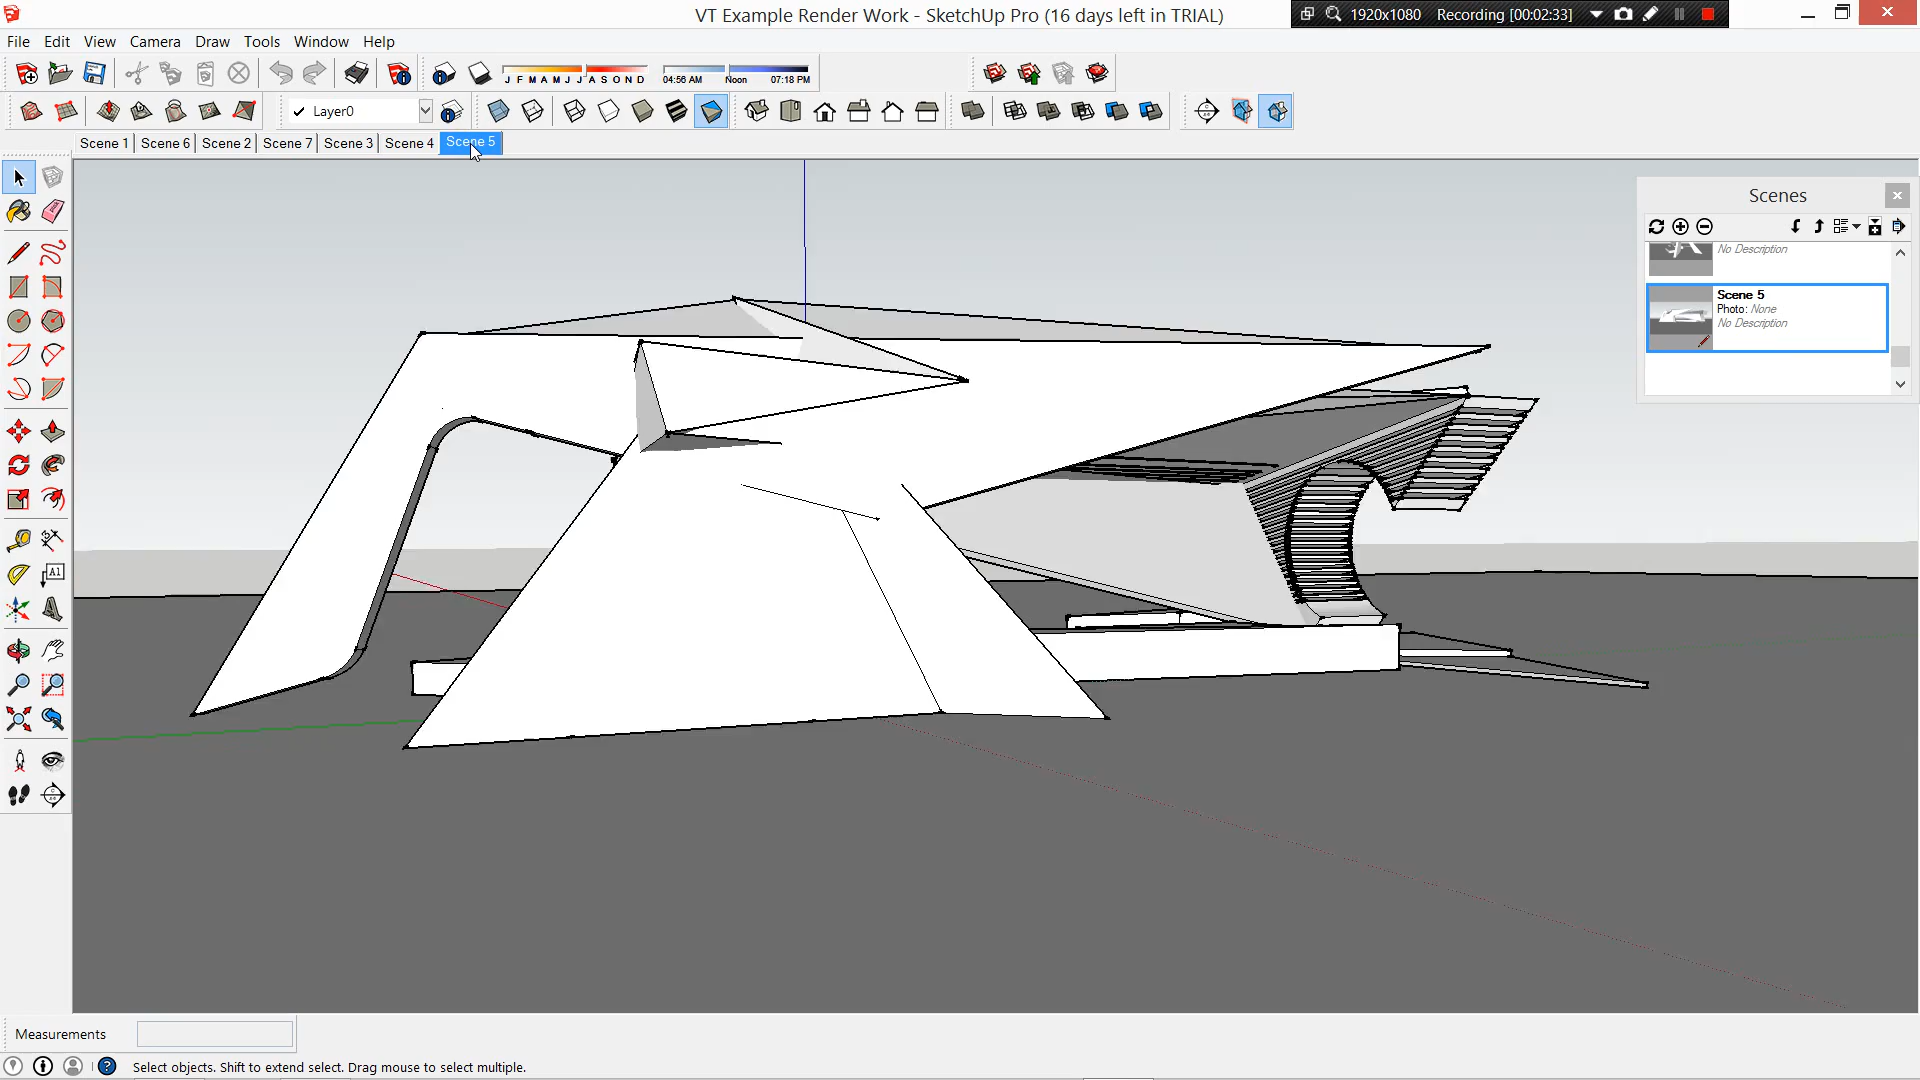 VT Example Render Work - SketchUp Pro (16 days left in TRIAL)
1920x1080 Recording [00:02:33]
File Edit View Camera Draw Tools Window Help
J F M A M J J A S O N D
04:56 AM Noon 07:18 PM
Layer0
Scene 1 Scene 6 Scene 2 Scene 7 Scene 3 Scene 4 Scene 5
Scenes
No Description
Scene 5
Photo: None
No Description
A1
Measurements
Select objects. Shift to extend select. Drag mouse to select multiple.